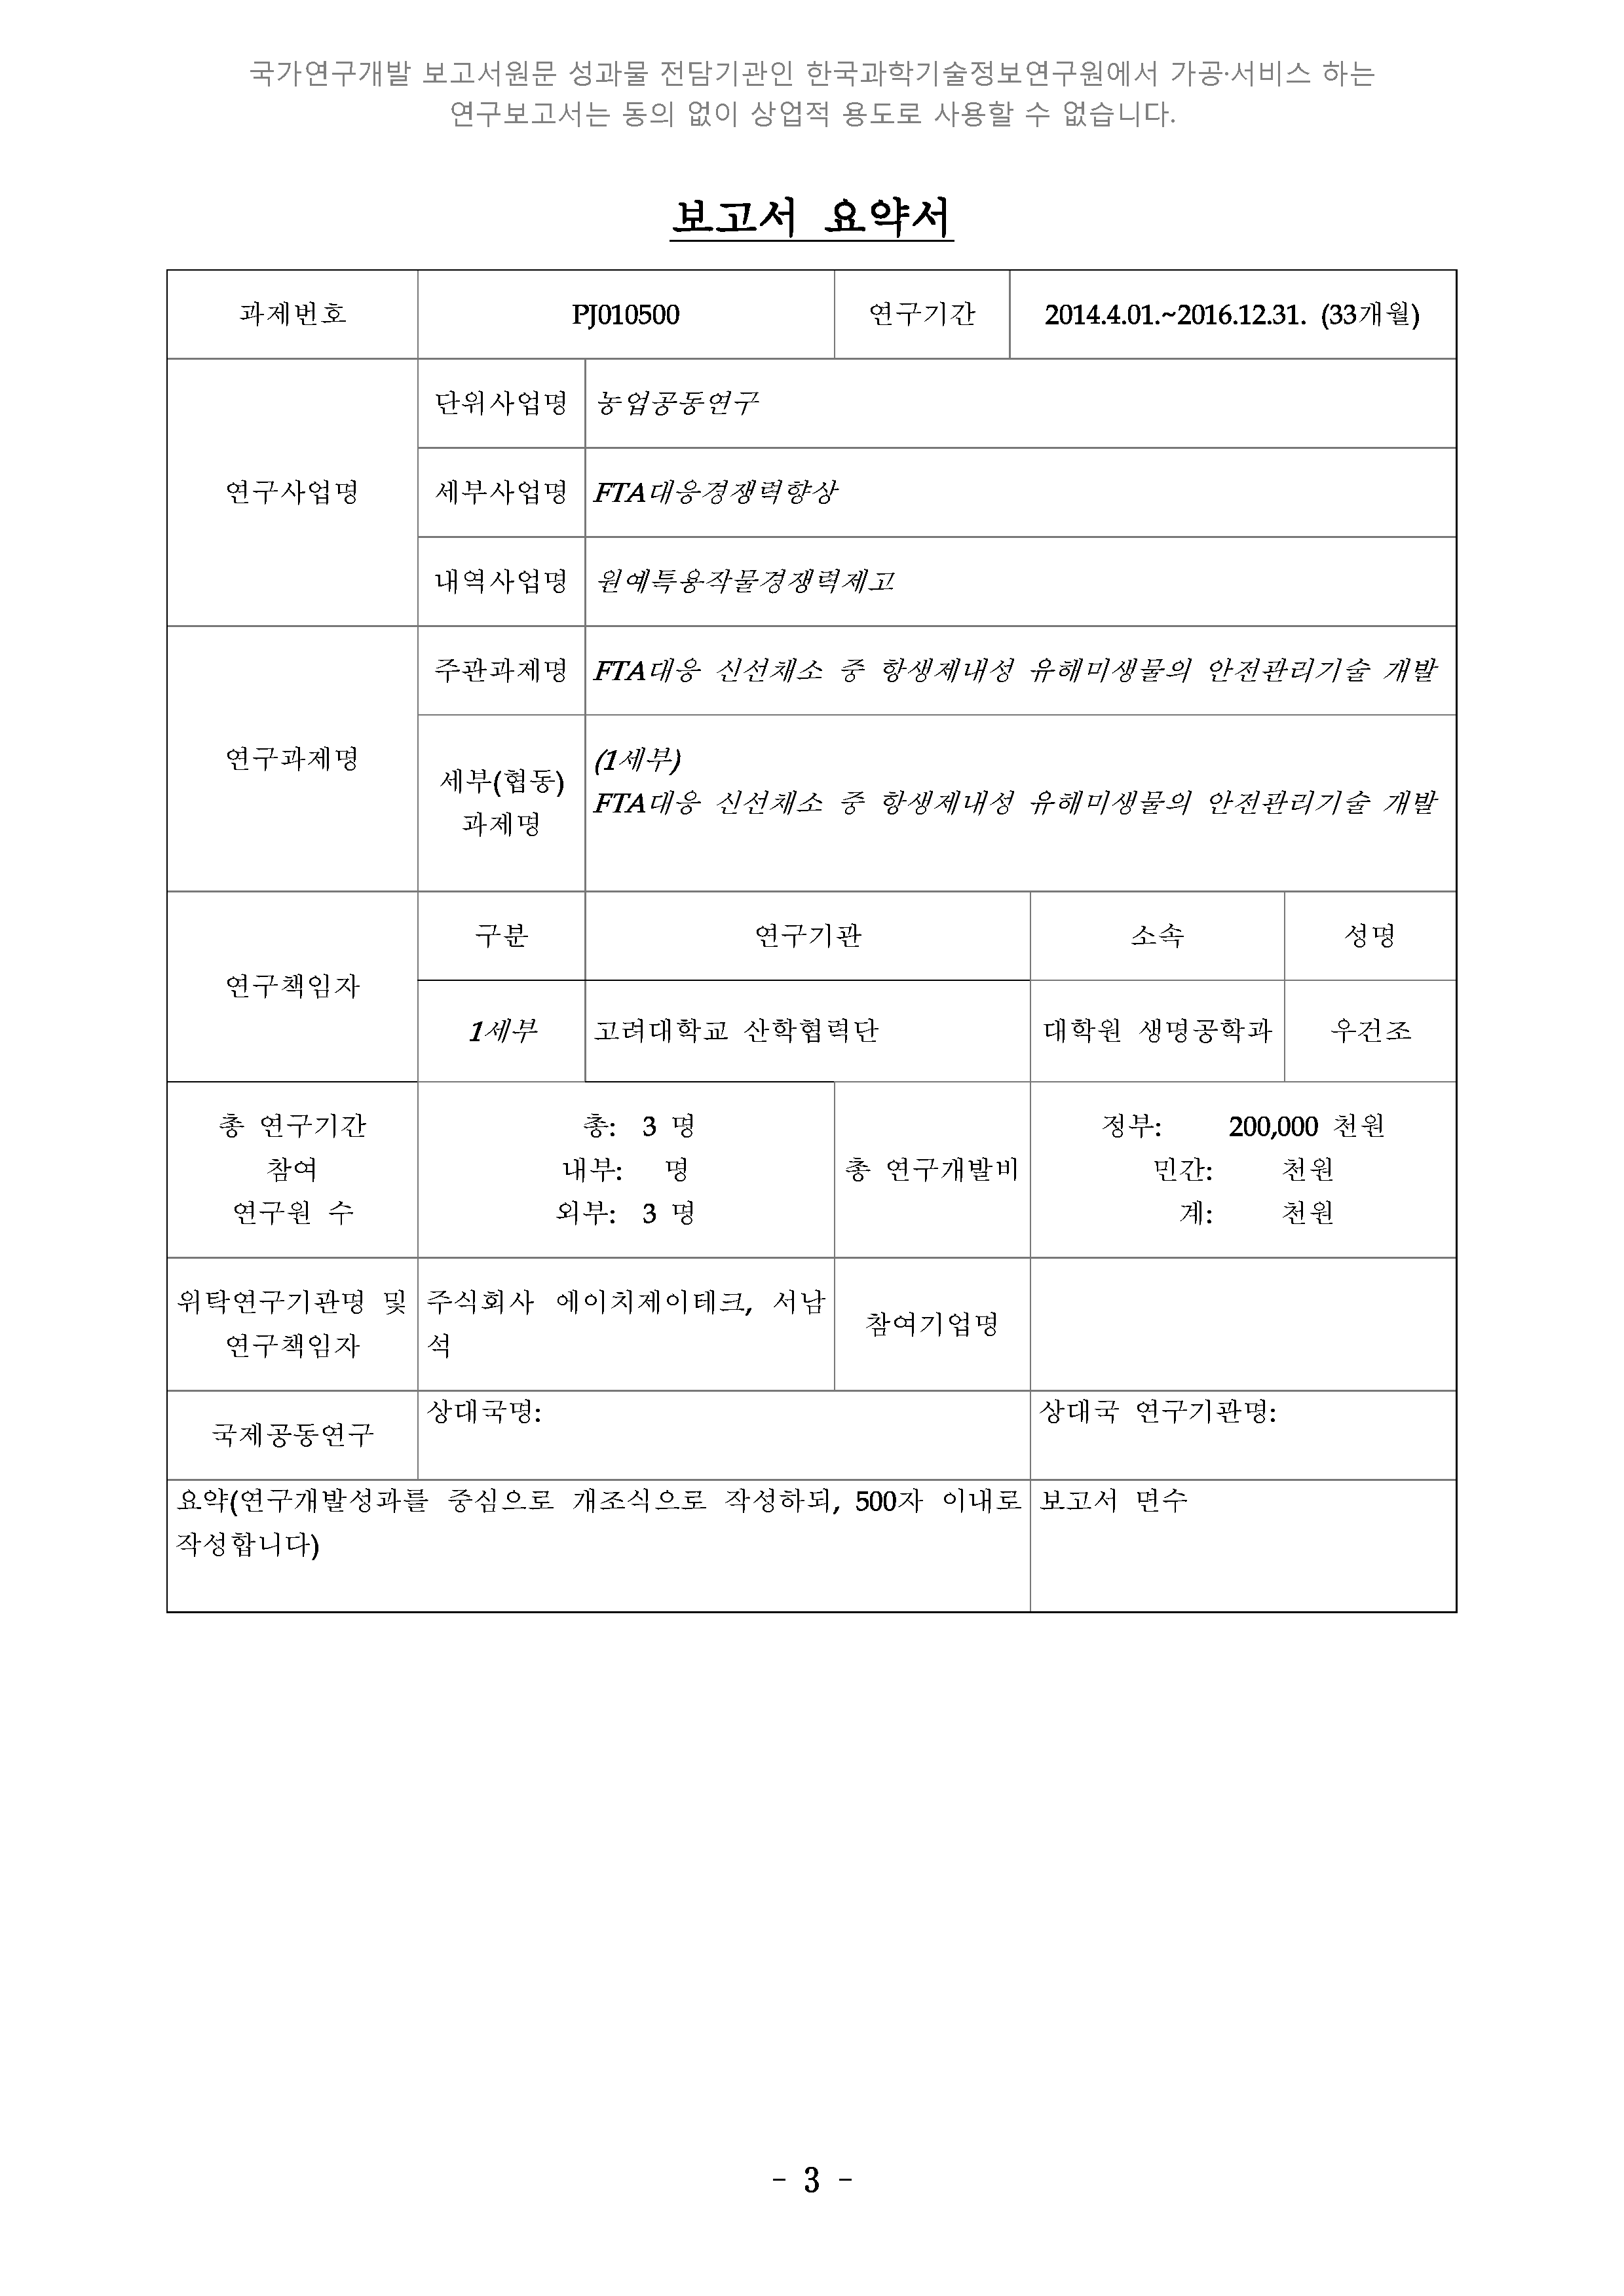 국가연구개발 보고서원문 성과물 전담기관인 한국과학기술정보연구원에서 가공·서비스 하는
연구보고서는 동의 없이 상업적 용도로 사용할 수 없습니다.
보고서 요약서
과제번호 PJ010500 연구기간 2014.4.01.~2016.12.31. (33개월)
연구사업명
단위사업명 농업공동연구
세부사업명 FTA대응경쟁력향상
내역사업명 원예특용작물경쟁력제고
연구과제명
주관과제명 FTA대응 신선채소 중 항생제내성 유해미생물의 안전관리기술 개발
세부(협동)
과제명
(1세부)
FTA대응 신선채소 중 항생제내성 유해미생물의 안전관리기술 개발
연구책임자
구분 연구기관 소속 성명
1세부 고려대학교 산학협력단 대학원 생명공학과 우건조
총 연구기간
참여
연구원 수
총: 3 명
내부: 명
외부: 3 명
총 연구개발비
정부: 200,000 천원
민간: 천원
계: 천원
위탁연구기관명 및
연구책임자
주식회사 에이치제이테크, 서남
석
참여기업명
국제공동연구
상대국명:
상대국 연구기관명:
요약(연구개발성과를 중심으로 개조식으로 작성하되, 500자 이내로
작성합니다)
보고서 면수
- 3 -